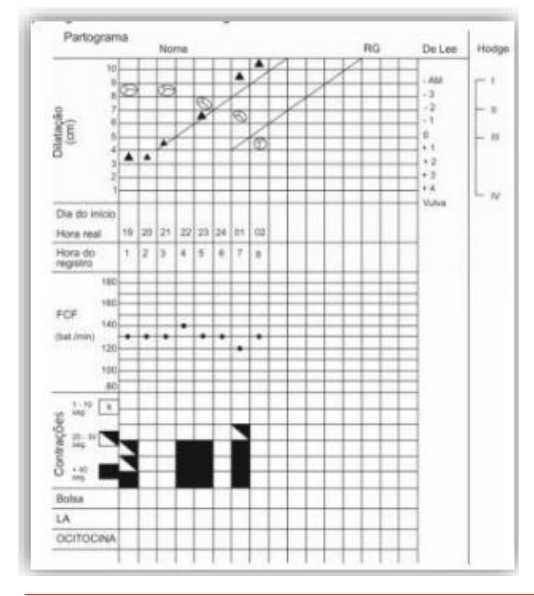 Partograma
Nome RG De Lee Hodge
10
9
8
7
6
5
4
3
2
1
Dilatação
(cm)
- AM
- 3
- 2
- 1
0
+ 1
+ 2
+ 3
+ 4
Vulva
I
II
III
IV
Dia do início
Hora real 19 20 21 22 23 24 01 02
Hora do
registro 1 2 3 4 5 6 7 8
FCF
(bat./min)
180
160
140
120
100
80
Contrações
1 - 10
seg.
20 - 39
seg.
+ 40
seg.
Bolsa
LA
OCITOCINA